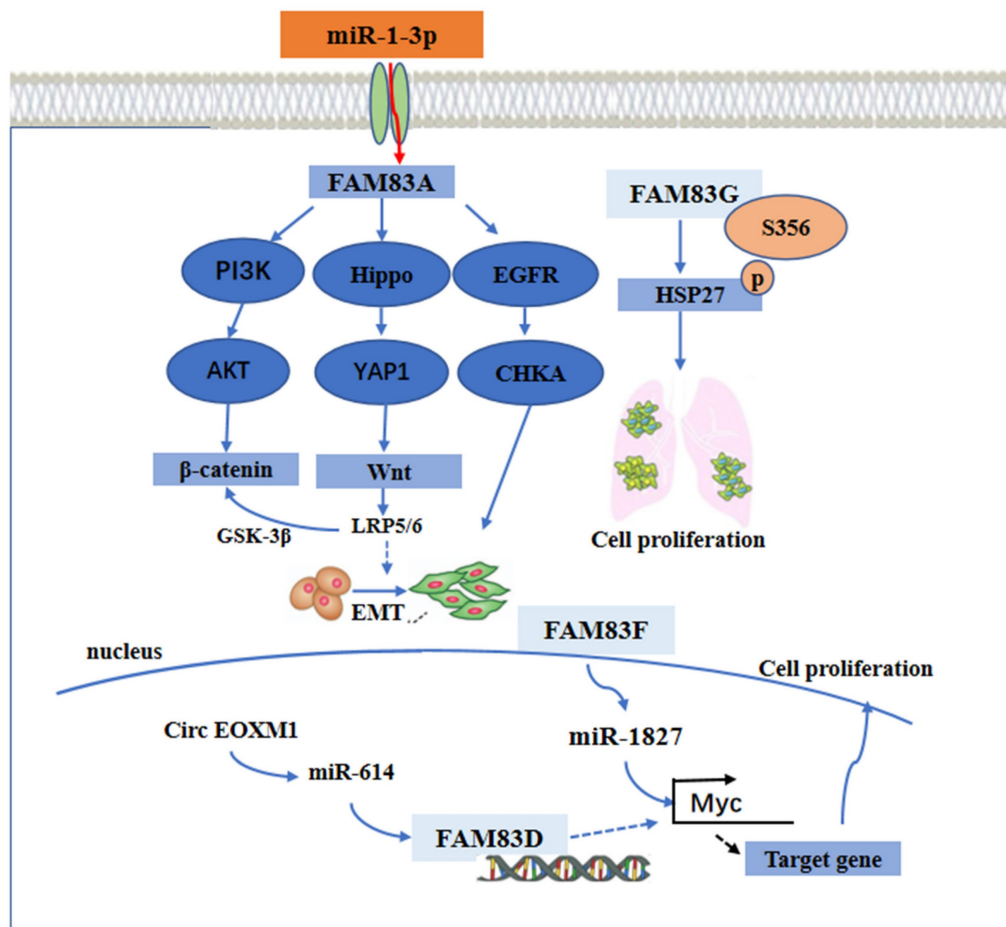 miR-1-3p
FAM83A
FAM83G
S356
PI3K
Hippo
EGFR
HSP27
p
AKT
YAP1
CHKA
β-catenin
Wnt
GSK-3β
LRP5/6
Cell proliferation
EMT
FAM83F
nucleus
Cell proliferation
Circ EOXM1
miR-1827
miR-614
Myc
FAM83D
Target gene